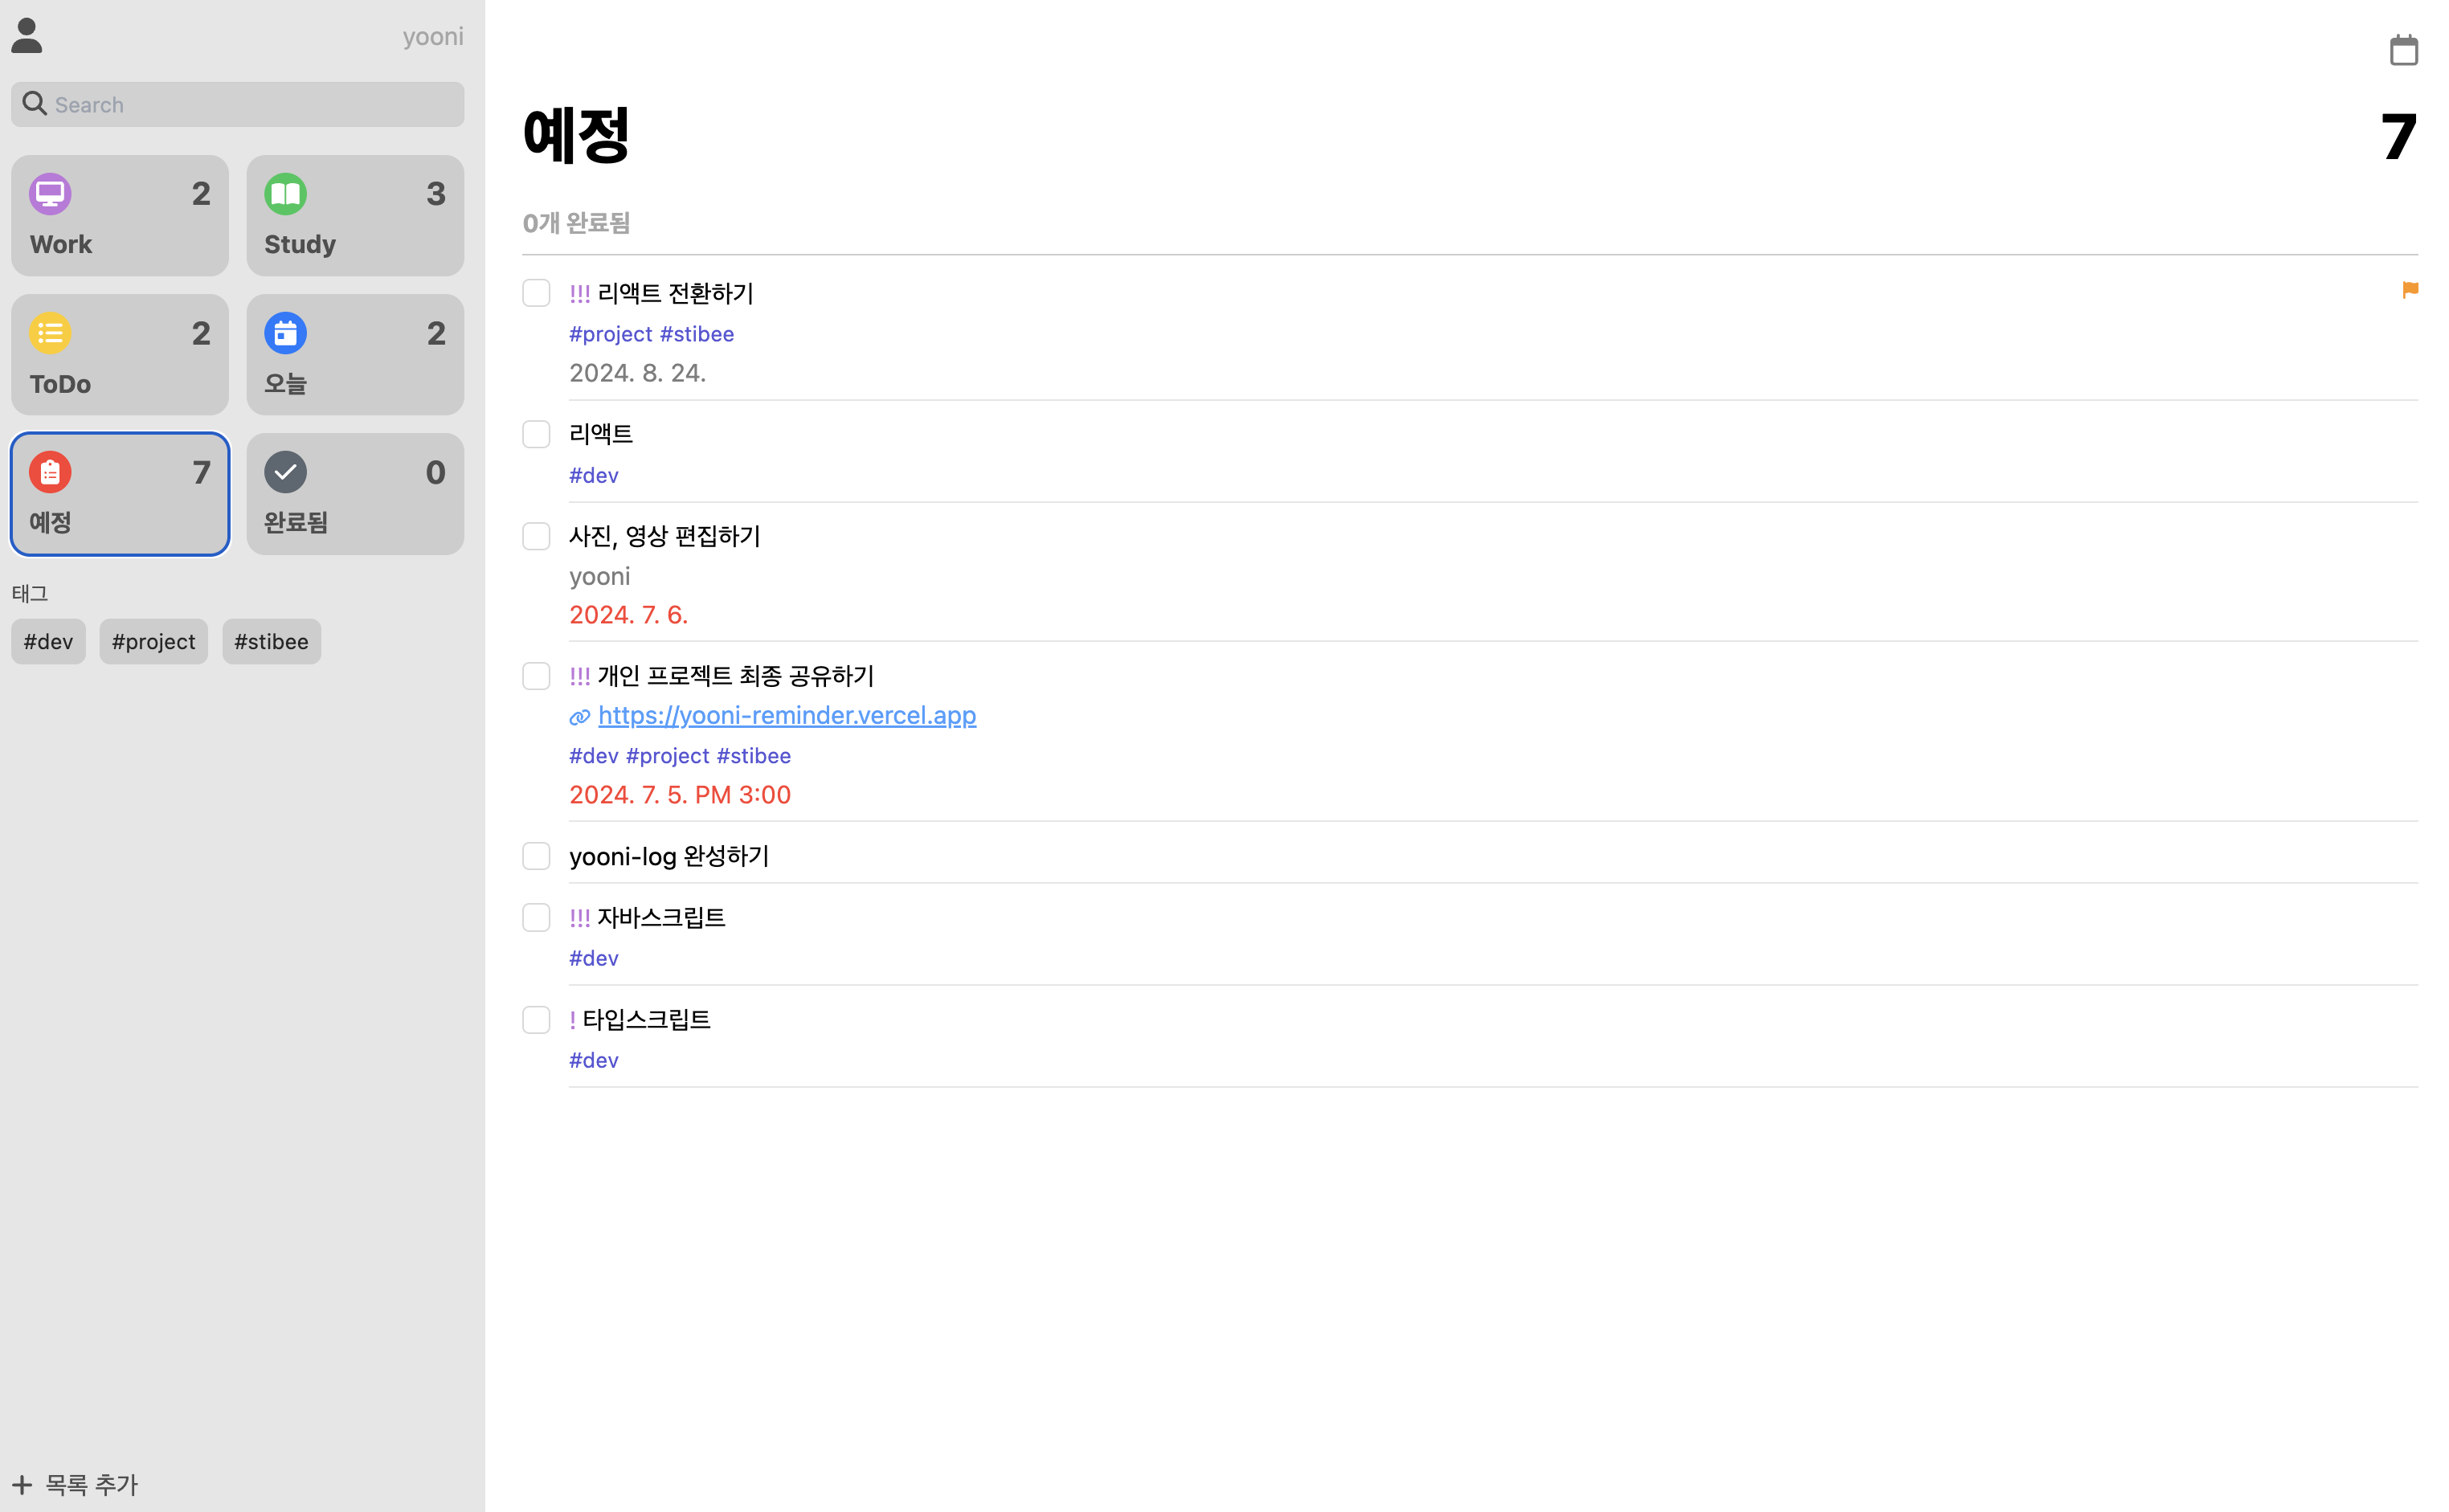 yooni
Search
2
Work
3
Study
2
ToDo
2
오늘
7
예정
0
완료됨
태그
#dev #project #stibee
목록 추가
예정 7
0개 완료됨
!!! 리액트 전환하기
#project #stibee
2024. 8. 24.
리액트
#dev
사진, 영상 편집하기
yooni
2024. 7. 6.
!!! 개인 프로젝트 최종 공유하기
https://yooni-reminder.vercel.app
#dev #project #stibee
2024. 7. 5. PM 3:00
yooni-log 완성하기
!!! 자바스크립트
#dev
! 타입스크립트
#dev